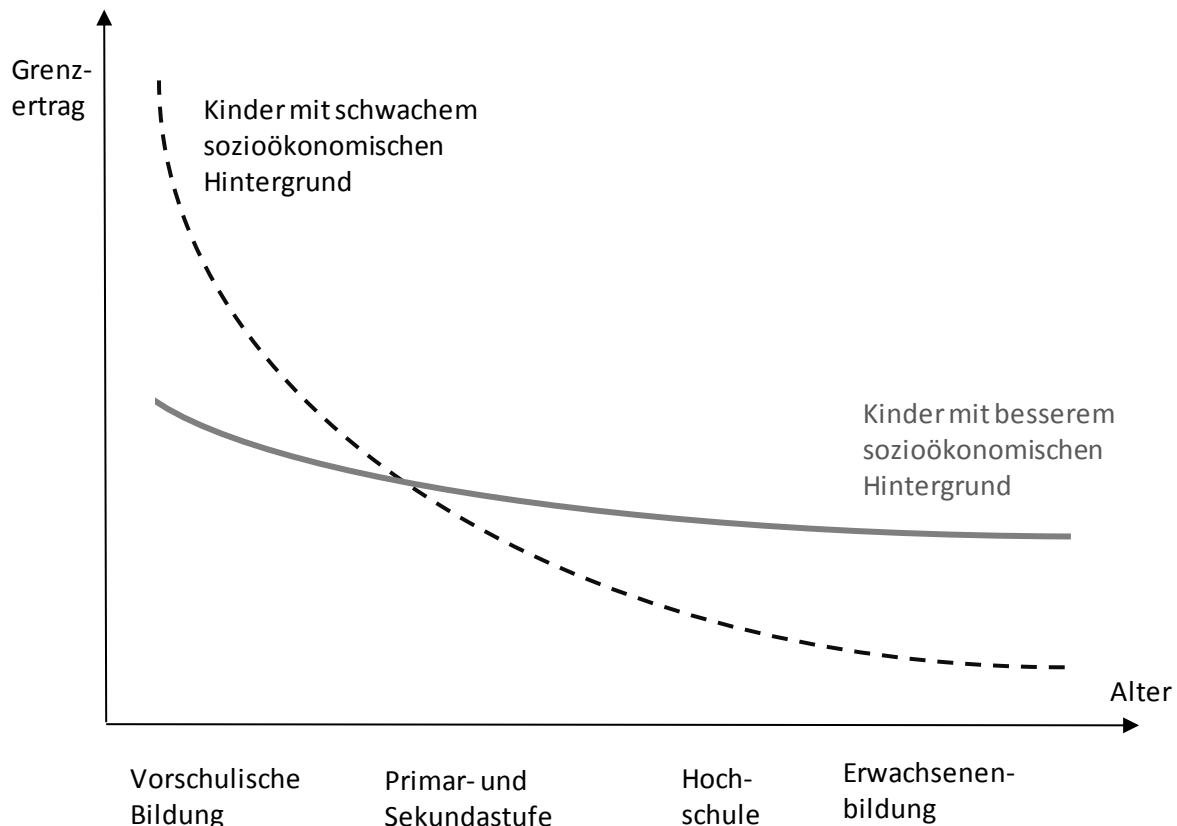 Grenz-
ertrag
Kinder mit schwachem
sozioökonomischen
Hintergrund
Kinder mit besserem
sozioökonomischen
Hintergrund
Alter
Vorschulische
Bildung
Primar- und
Sekundastufe
Hoch-
schule
Erwachsenen-
bildung